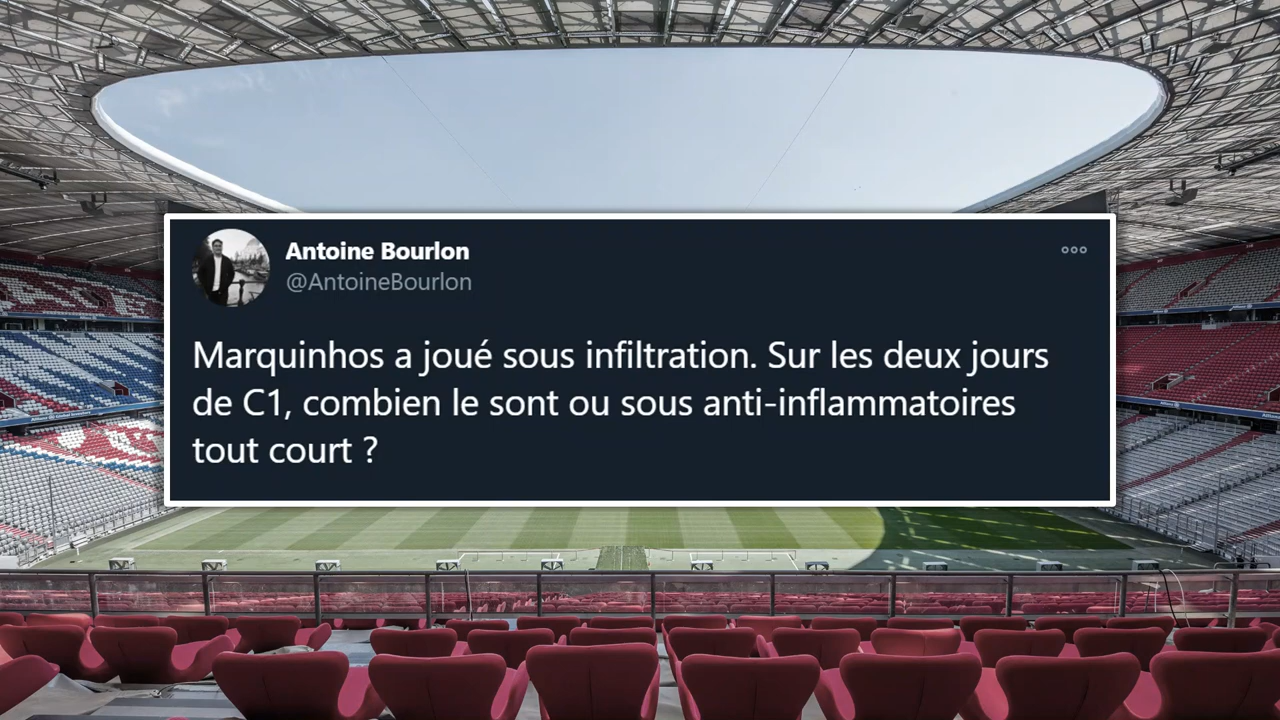 Antoine Bourlon
@AntoineBourlon
Marquinhos a joué sous infiltration. Sur les deux jours
de C1, combien le sont ou sous anti-inflammatoires
tout court ?